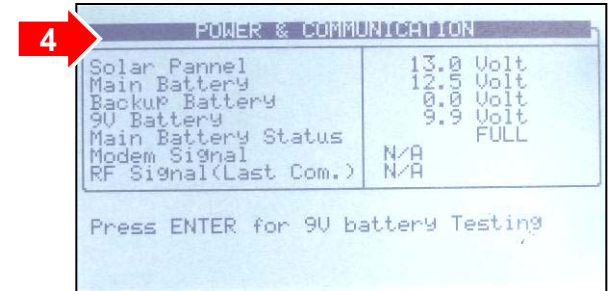 4
POWER & COMMUNICATION
Solar Pannel 13.0 Volt
Main Battery 12.5 Volt
Backup Battery 0.0 Volt
9V Battery 9.9 Volt
Main Battery Status FULL
Modem Signal N/A
RF Signal(Last Com.) N/A
Press ENTER for 9V battery Testing